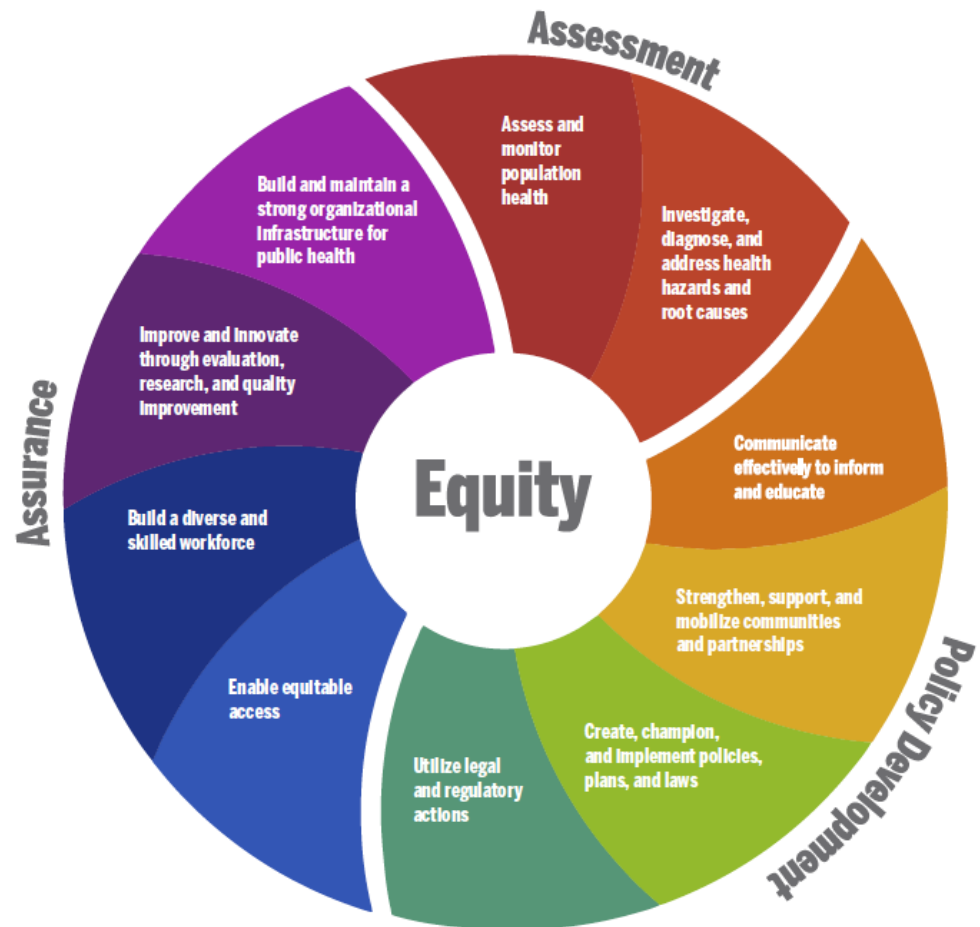 Assessment
Assess and
monitor
population
health
Investigate,
diagnose, and
address health
hazards and
root causes
Communicate
effectively to inform
and educate
Strengthen, support, and
mobilize communities
and partnerships
Policy Development
Create, champion,
and implement policies,
plans, and laws
Utilize legal
and regulatory
actions
Enable equitable
access
Build a diverse and
skilled workforce
Assurance
Improve and innovate
through evaluation,
research, and quality
improvement
Build and maintain a
strong organizational
infrastructure for
public health
Equity